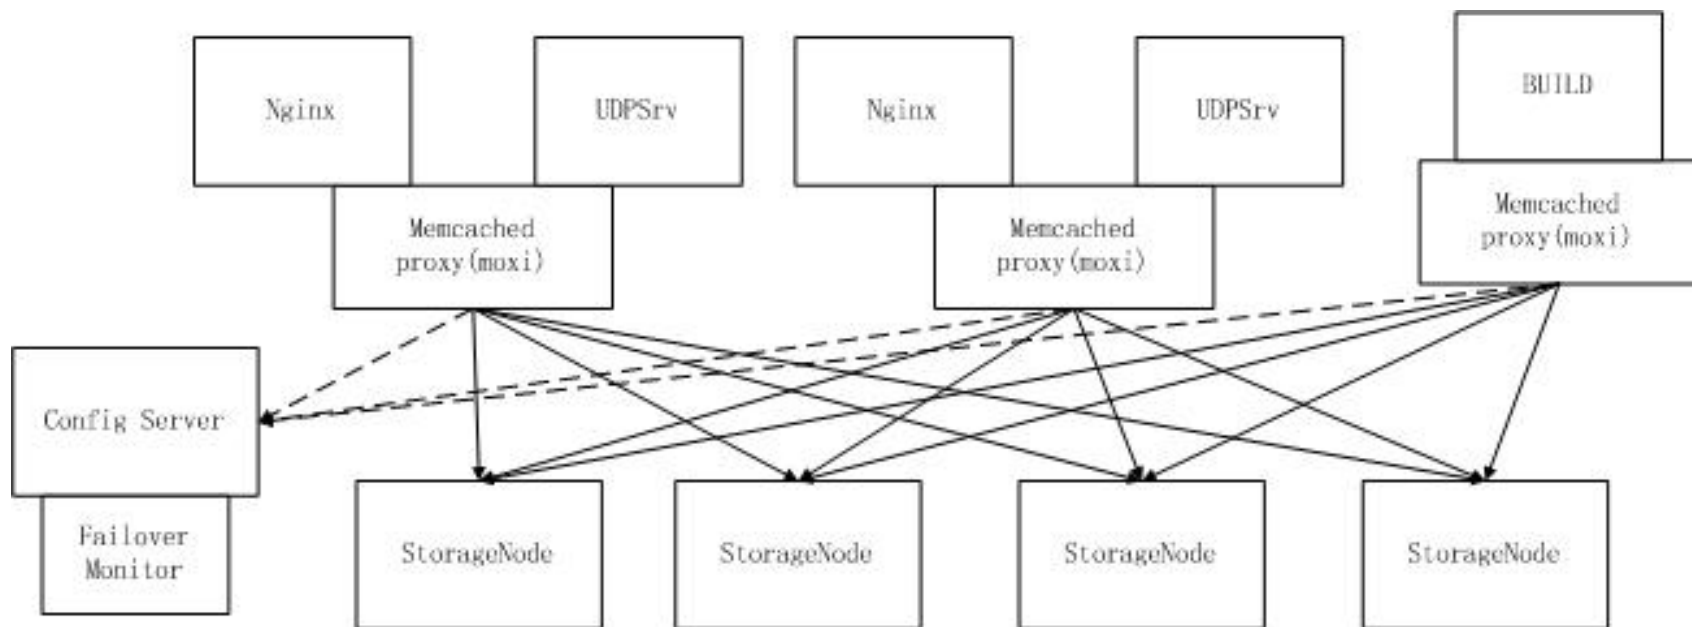 Nginx
UDPSrv
Nginx
UDPSrv
BUILD
Memcached
proxy(moxi)
Memcached
proxy(moxi)
Memcached
proxy(moxi)
Config Server
Failover
Monitor
StorageNode
StorageNode
StorageNode
StorageNode